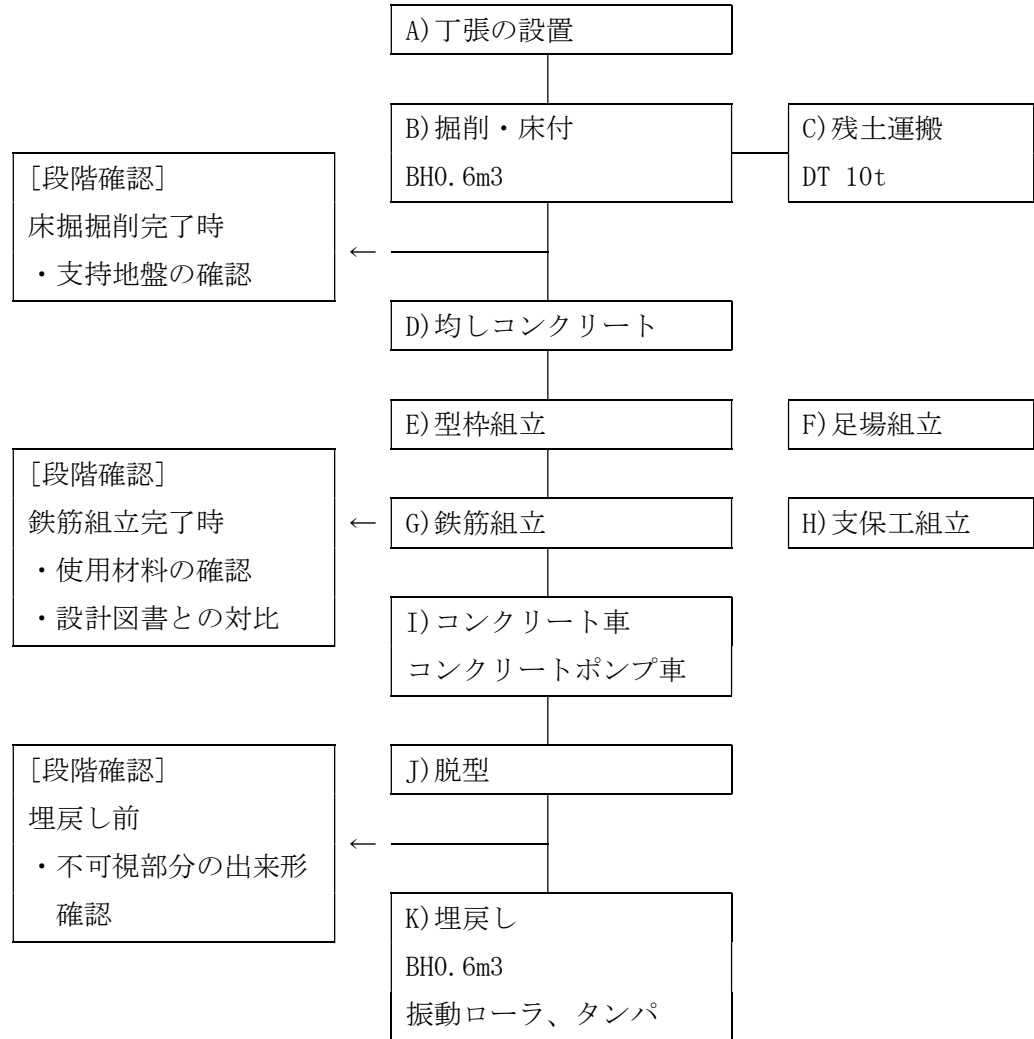 A)丁張の設置
B)掘削・床付
BH0.6m3
C)残土運搬
DT 10t
[段階確認]
床掘掘削完了時
・支持地盤の確認
←
D)均しコンクリート
E)型枠組立
F)足場組立
[段階確認]
鉄筋組立完了時
・使用材料の確認
・設計図書との対比
←
G)鉄筋組立
H)支保工組立
I)コンクリート車
コンクリートポンプ車
J)脱型
[段階確認]
埋戻し前
・不可視部分の出来形
確認
←
K)埋戻し
BH0.6m3
振動ローラ、タンパ